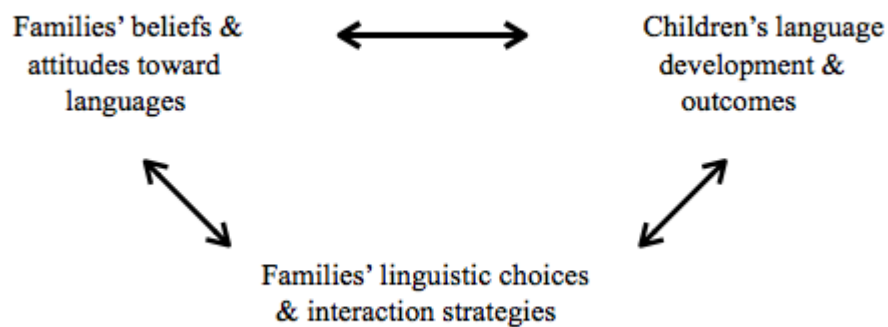 Families’ beliefs &
attitudes toward
languages
Children’s language
development &
outcomes
Families’ linguistic choices
& interaction strategies